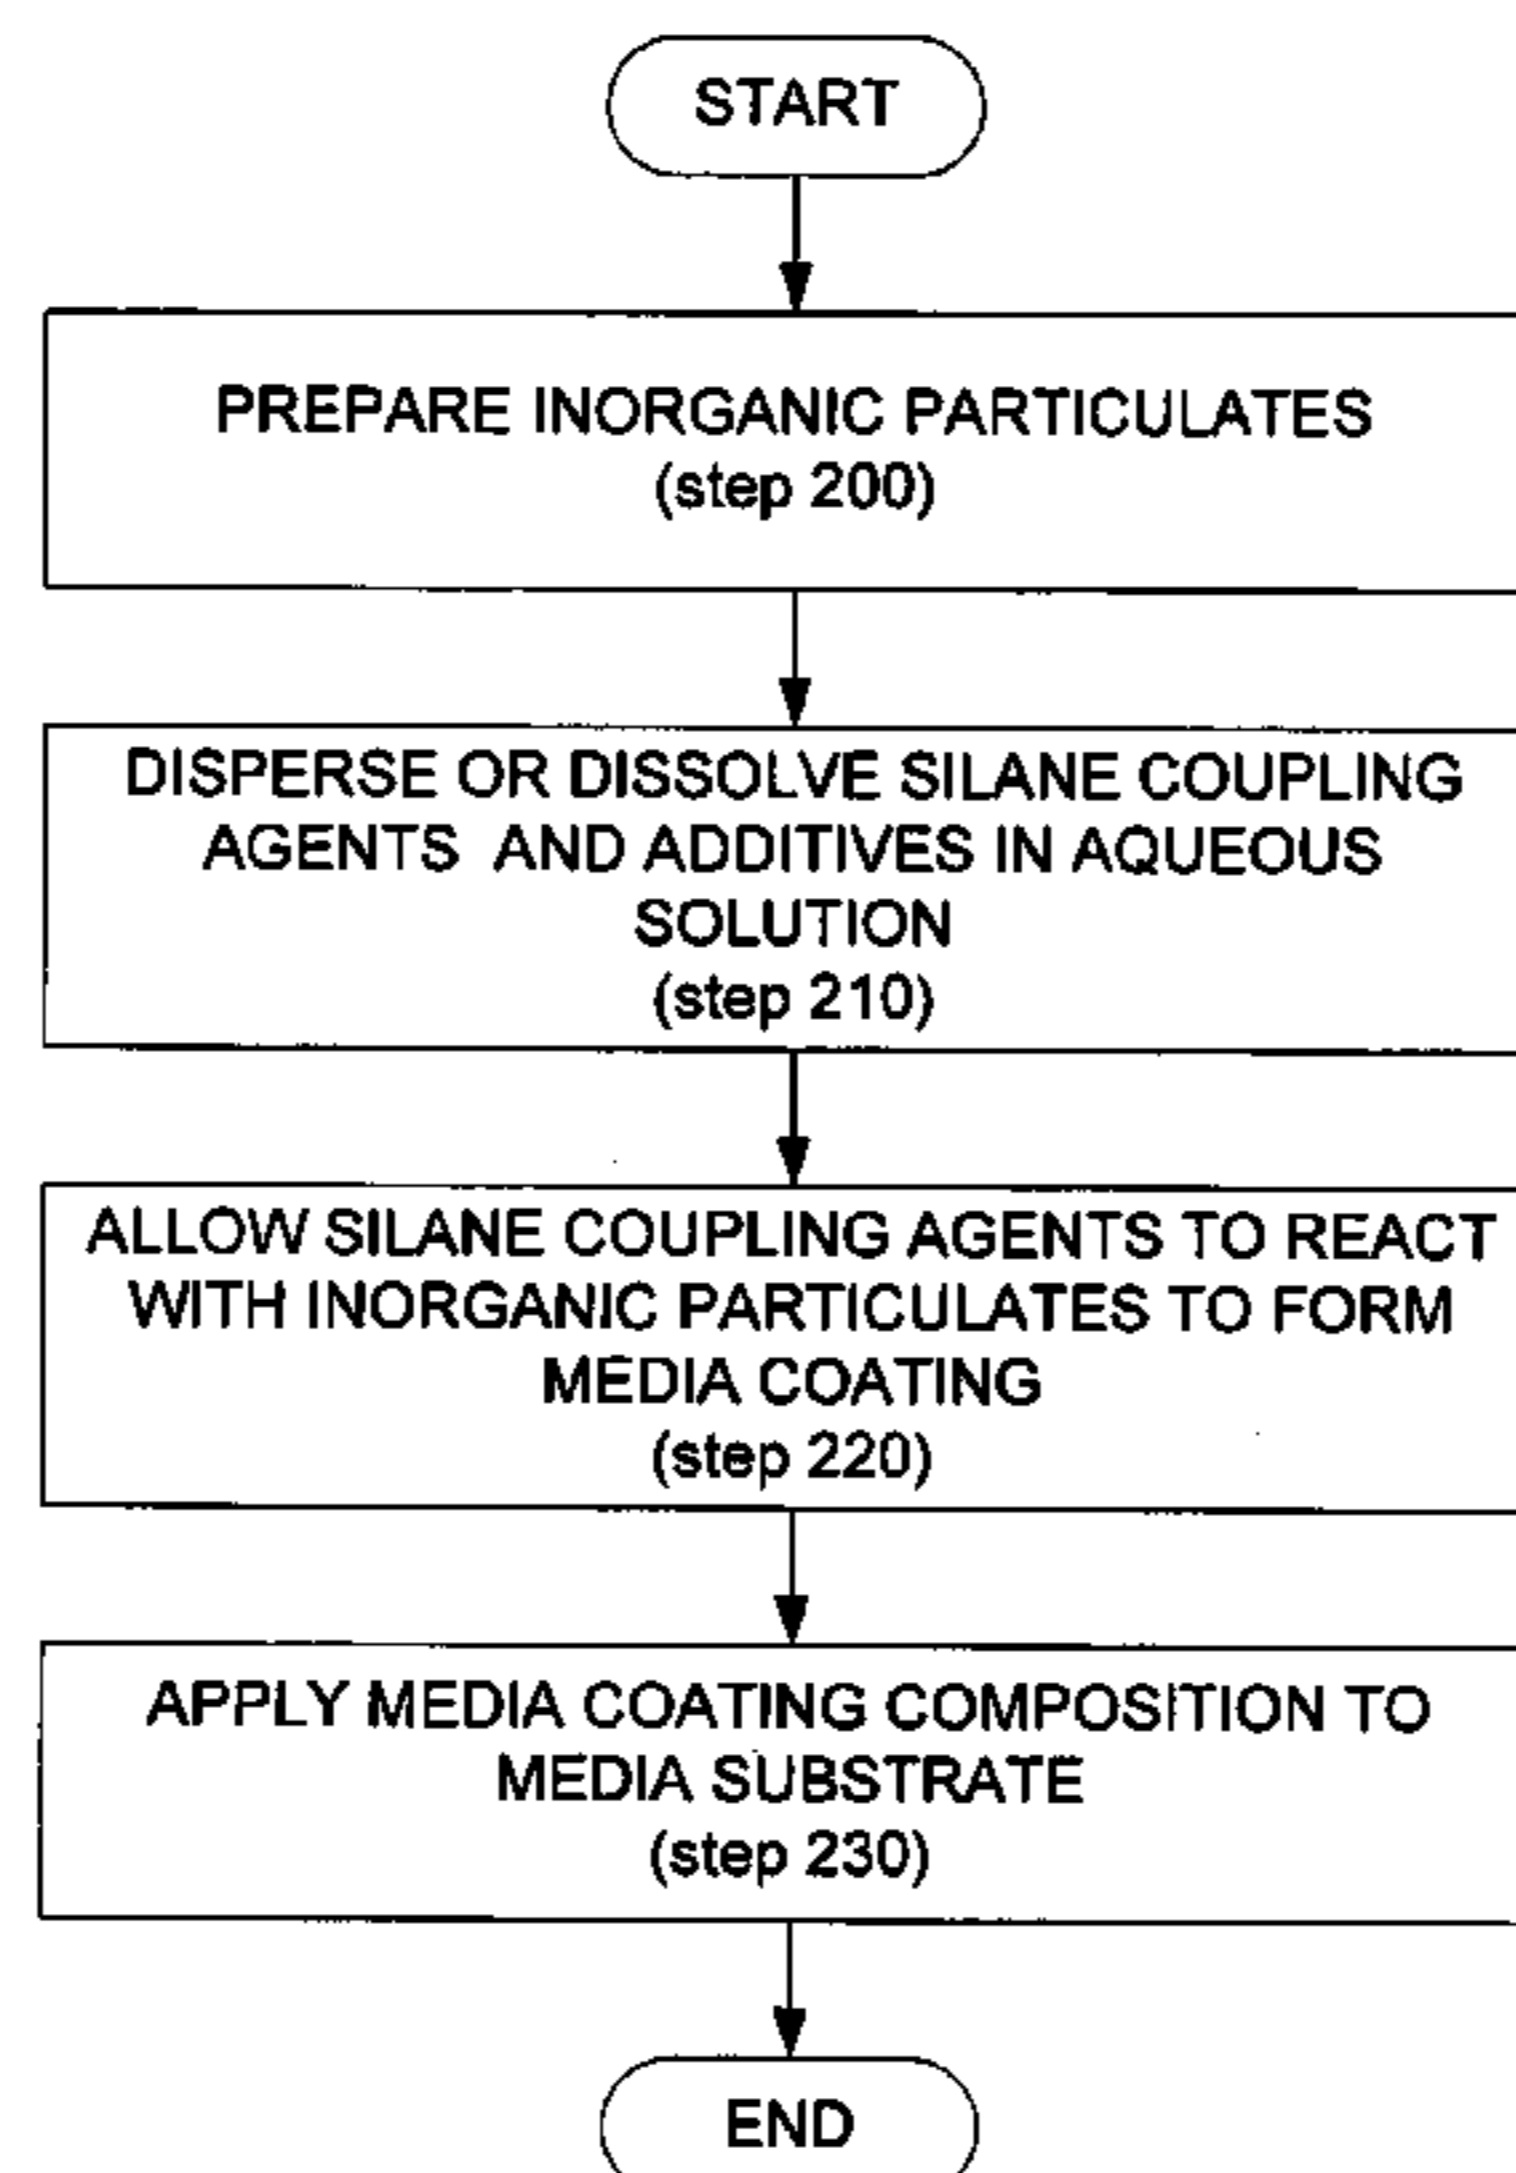 START
PREPARE INORGANIC PARTICULATES
(step 200)
DISPERSE OR DISSOLVE SILANE COUPLING
AGENTS AND ADDITIVES IN AQUEOUS
SOLUTION
(step 210)
ALLOW SILANE COUPLING AGENTS TO REACT
WITH INORGANIC PARTICULATES TO FORM
MEDIA COATING
(step 220)
APPLY MEDIA COATING COMPOSITION TO
MEDIA SUBSTRATE
(step 230)
END